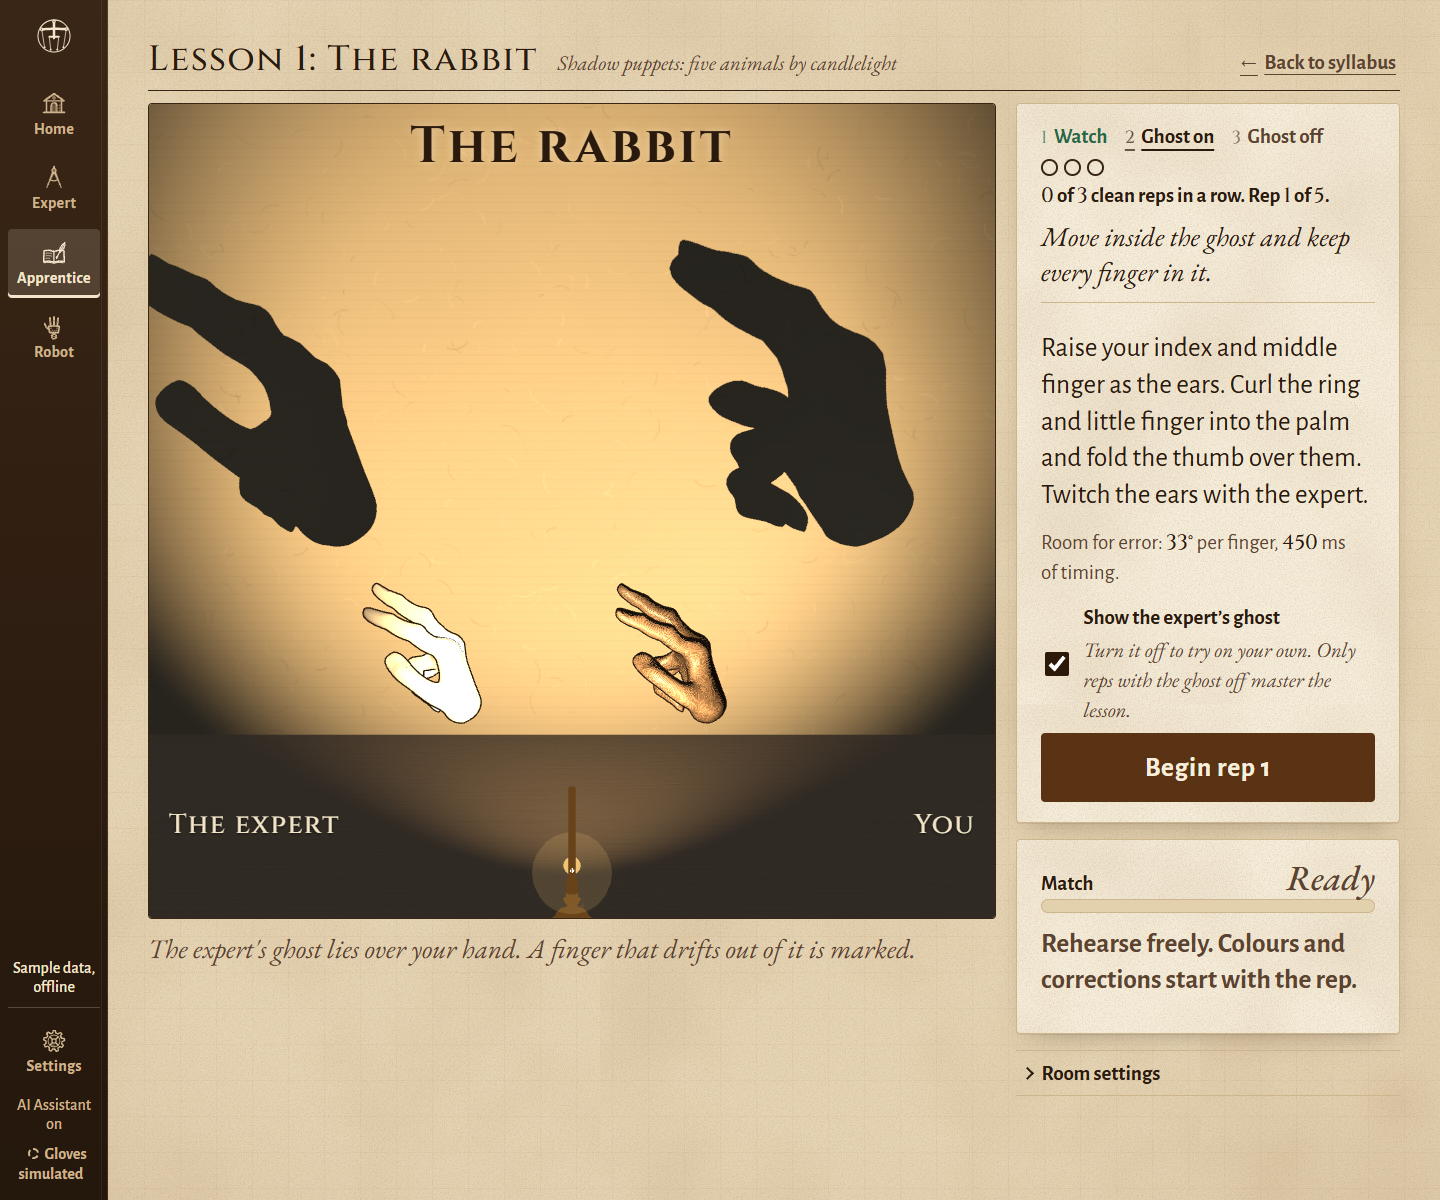 Lesson 1: The rabbit
Shadow puppets: five animals by candlelight
← Back to syllabus
Home
Expert
Apprentice
Robot
Sample data,
offline
Settings
AI Assistant
on
Gloves
simulated
The rabbit
The expert
You
The expert's ghost lies over your hand. A finger that drifts out of it is marked.
1 Watch 2 Ghost on 3 Ghost off
0 of 3 clean reps in a row. Rep 1 of 5.
Move inside the ghost and keep
every finger in it.
Raise your index and middle
finger as the ears. Curl the ring
and little finger into the palm
and fold the thumb over them.
Twitch the ears with the expert.
Room for error: 33° per finger, 450 ms
of timing.
Show the expert’s ghost
Turn it off to try on your own. Only
reps with the ghost off master the
lesson.
Begin rep 1
Match
Ready
Rehearse freely. Colours and
corrections start with the rep.
Room settings